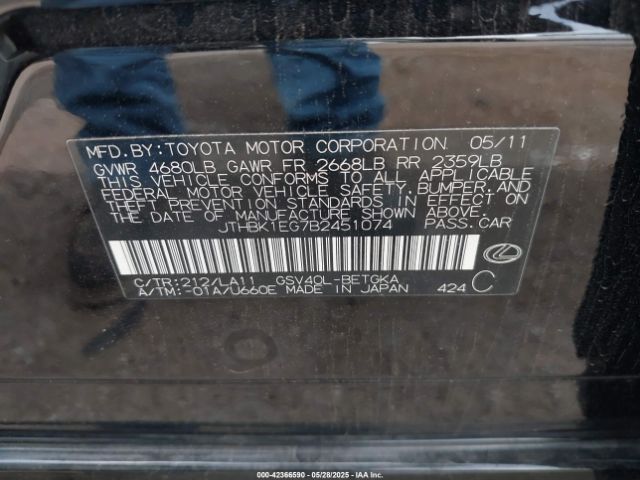 MFD.BY:TOYOTA MOTOR CORPORATION 05/11
GVWR 4680LB GAWR FR 2668LB RR 2359LB
THIS VEHICLE CONFORMS TO ALL APPLICABLE
FEDERAL MOTOR VEHICLE SAFETY, BUMPER, AND
THEFT PREVENTION STANDARDS IN EFFECT ON
THE DATE OF MANUFACTURE SHOWN ABOVE.
JTHBK1EG7B2451074 PASS.CAR
C/TR:212/LA11 GSV40L-BETGKA
A/TM:-01A/U660E MADE IN JAPAN 424 C
© 00-42366590 - 05/28/2025 - IAA Inc.